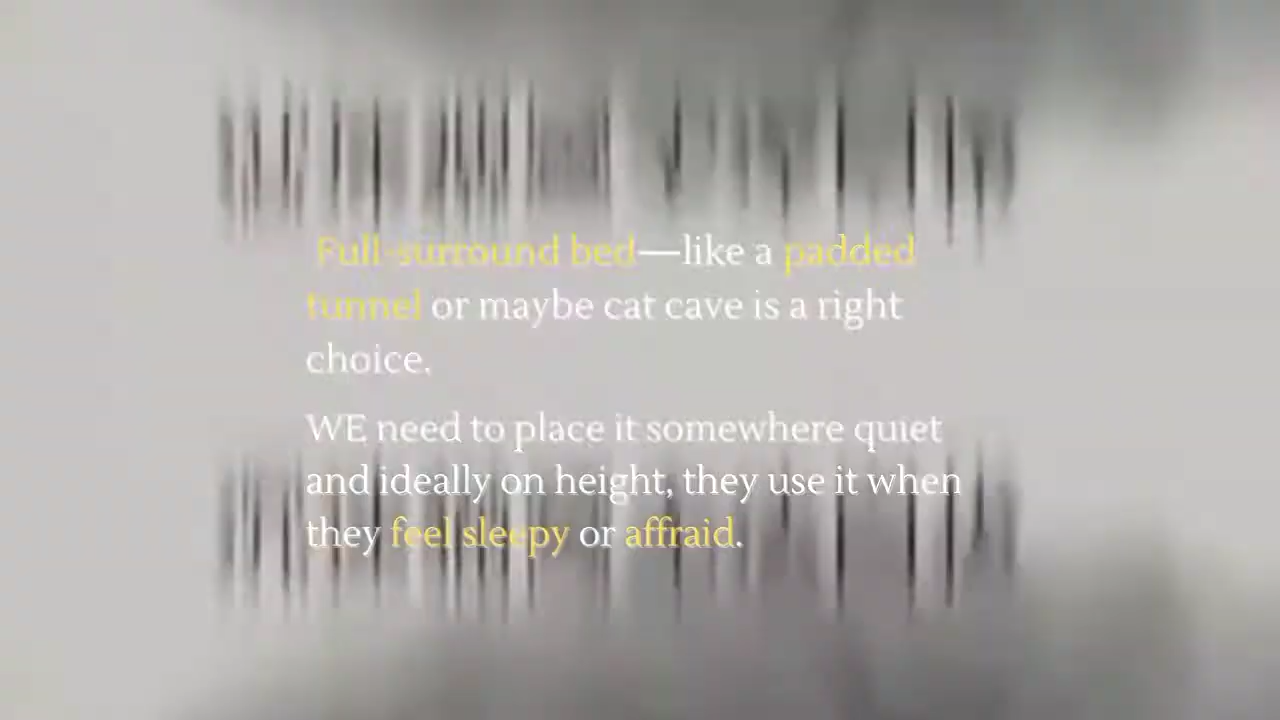 Full-surround bed—like a padded
tunnel or maybe cat cave is a right
choice.
WE need to place it somewhere quiet
and ideally on height, they use it when
they feel sleepy or affraid.